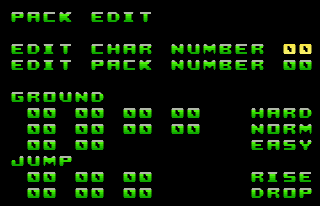 PACK EDIT
EDIT CHAR NUMBER 00
EDIT PACK NUMBER 00
GROUND
00 00 00 00 HARD
00 00 00 00 NORM
00 00 EASY
JUMP
00 00 00 RISE
00 00 00 DROP